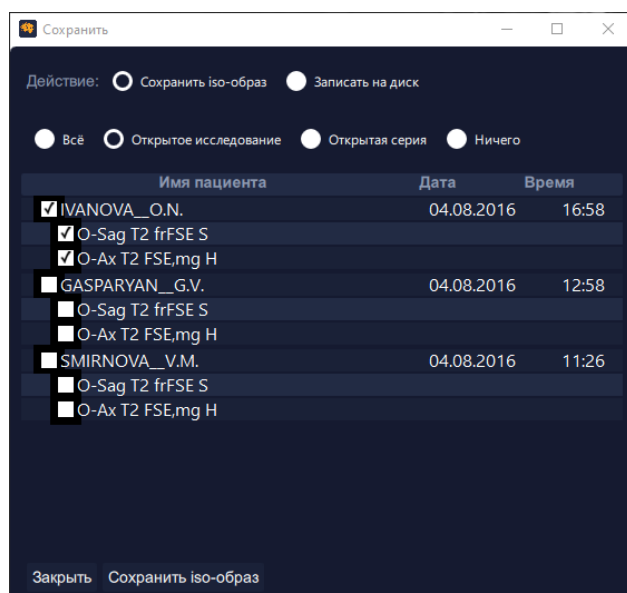 Сохранить
Действие: Сохранить iso-образ Записать на диск
Всё Открытое исследование Открытая серия Ничего
Имя пациента Дата Время
IVANOVA__O.N. 04.08.2016 16:58
O-Sag T2 frFSE S
O-Ax T2 FSE,mg H
GASPARYAN__G.V. 04.08.2016 12:58
O-Sag T2 frFSE S
O-Ax T2 FSE,mg H
SMIRNOVA__V.M. 04.08.2016 11:26
O-Sag T2 frFSE S
O-Ax T2 FSE,mg H
Закрыть Сохранить iso-образ